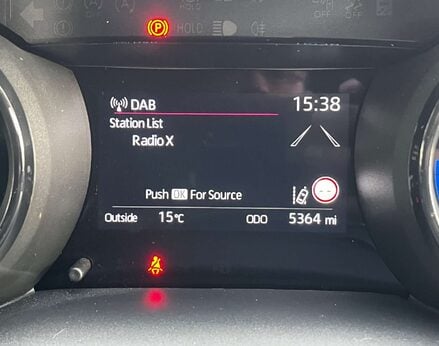 (P) HOLD
DAB 15:38
Station List
Radio X
Push OK For Source
Outside 15°C ODO 5364 mi